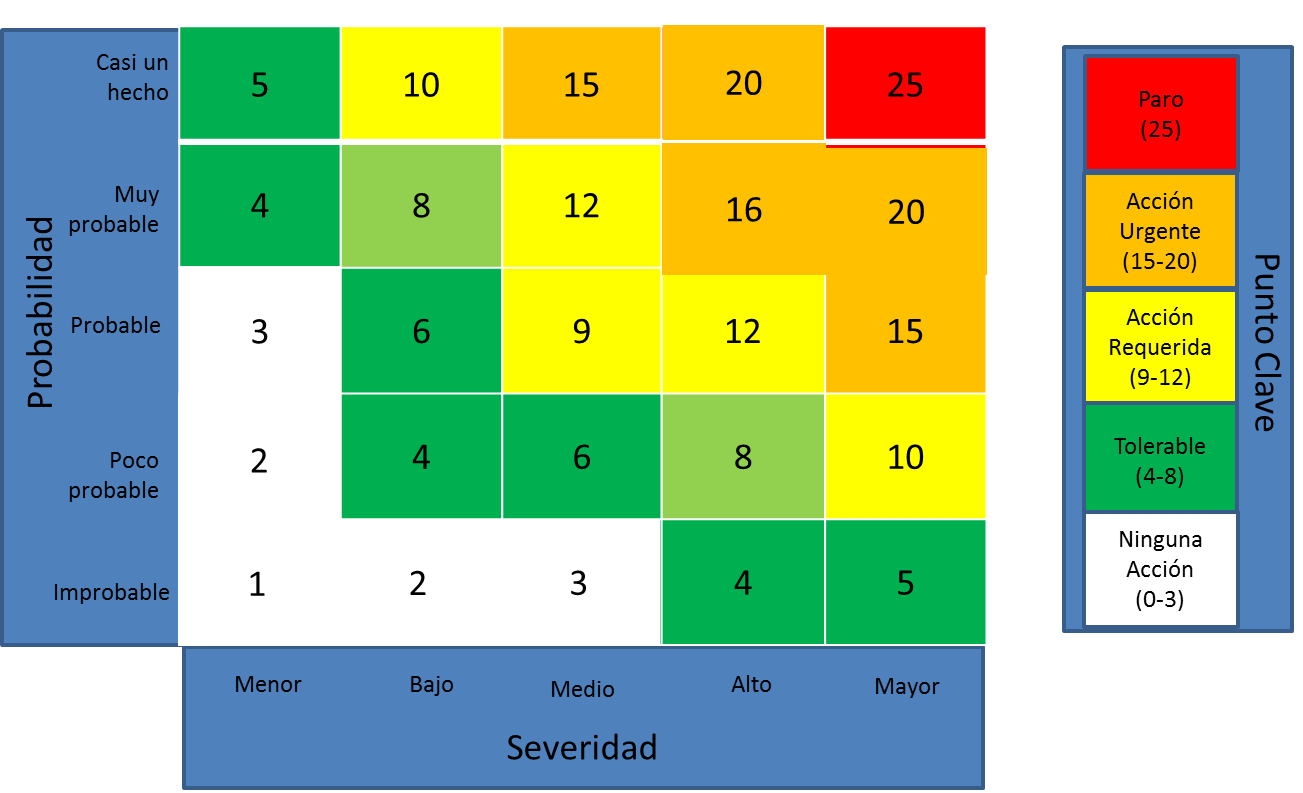 Probabilidad
Casi un
hecho
5 10 15 20 25
Muy
probable
4 8 12 16 20
Probable
3 6 9 12 15
Poco
probable
2 4 6 8 10
Improbable
1 2 3 4 5
Menor Bajo Medio Alto Mayor
Severidad
Paro
(25)
Acción
Urgente
(15-20)
Acción
Requerida
(9-12)
Tolerable
(4-8)
Ninguna
Acción
(0-3)
Punto Clave